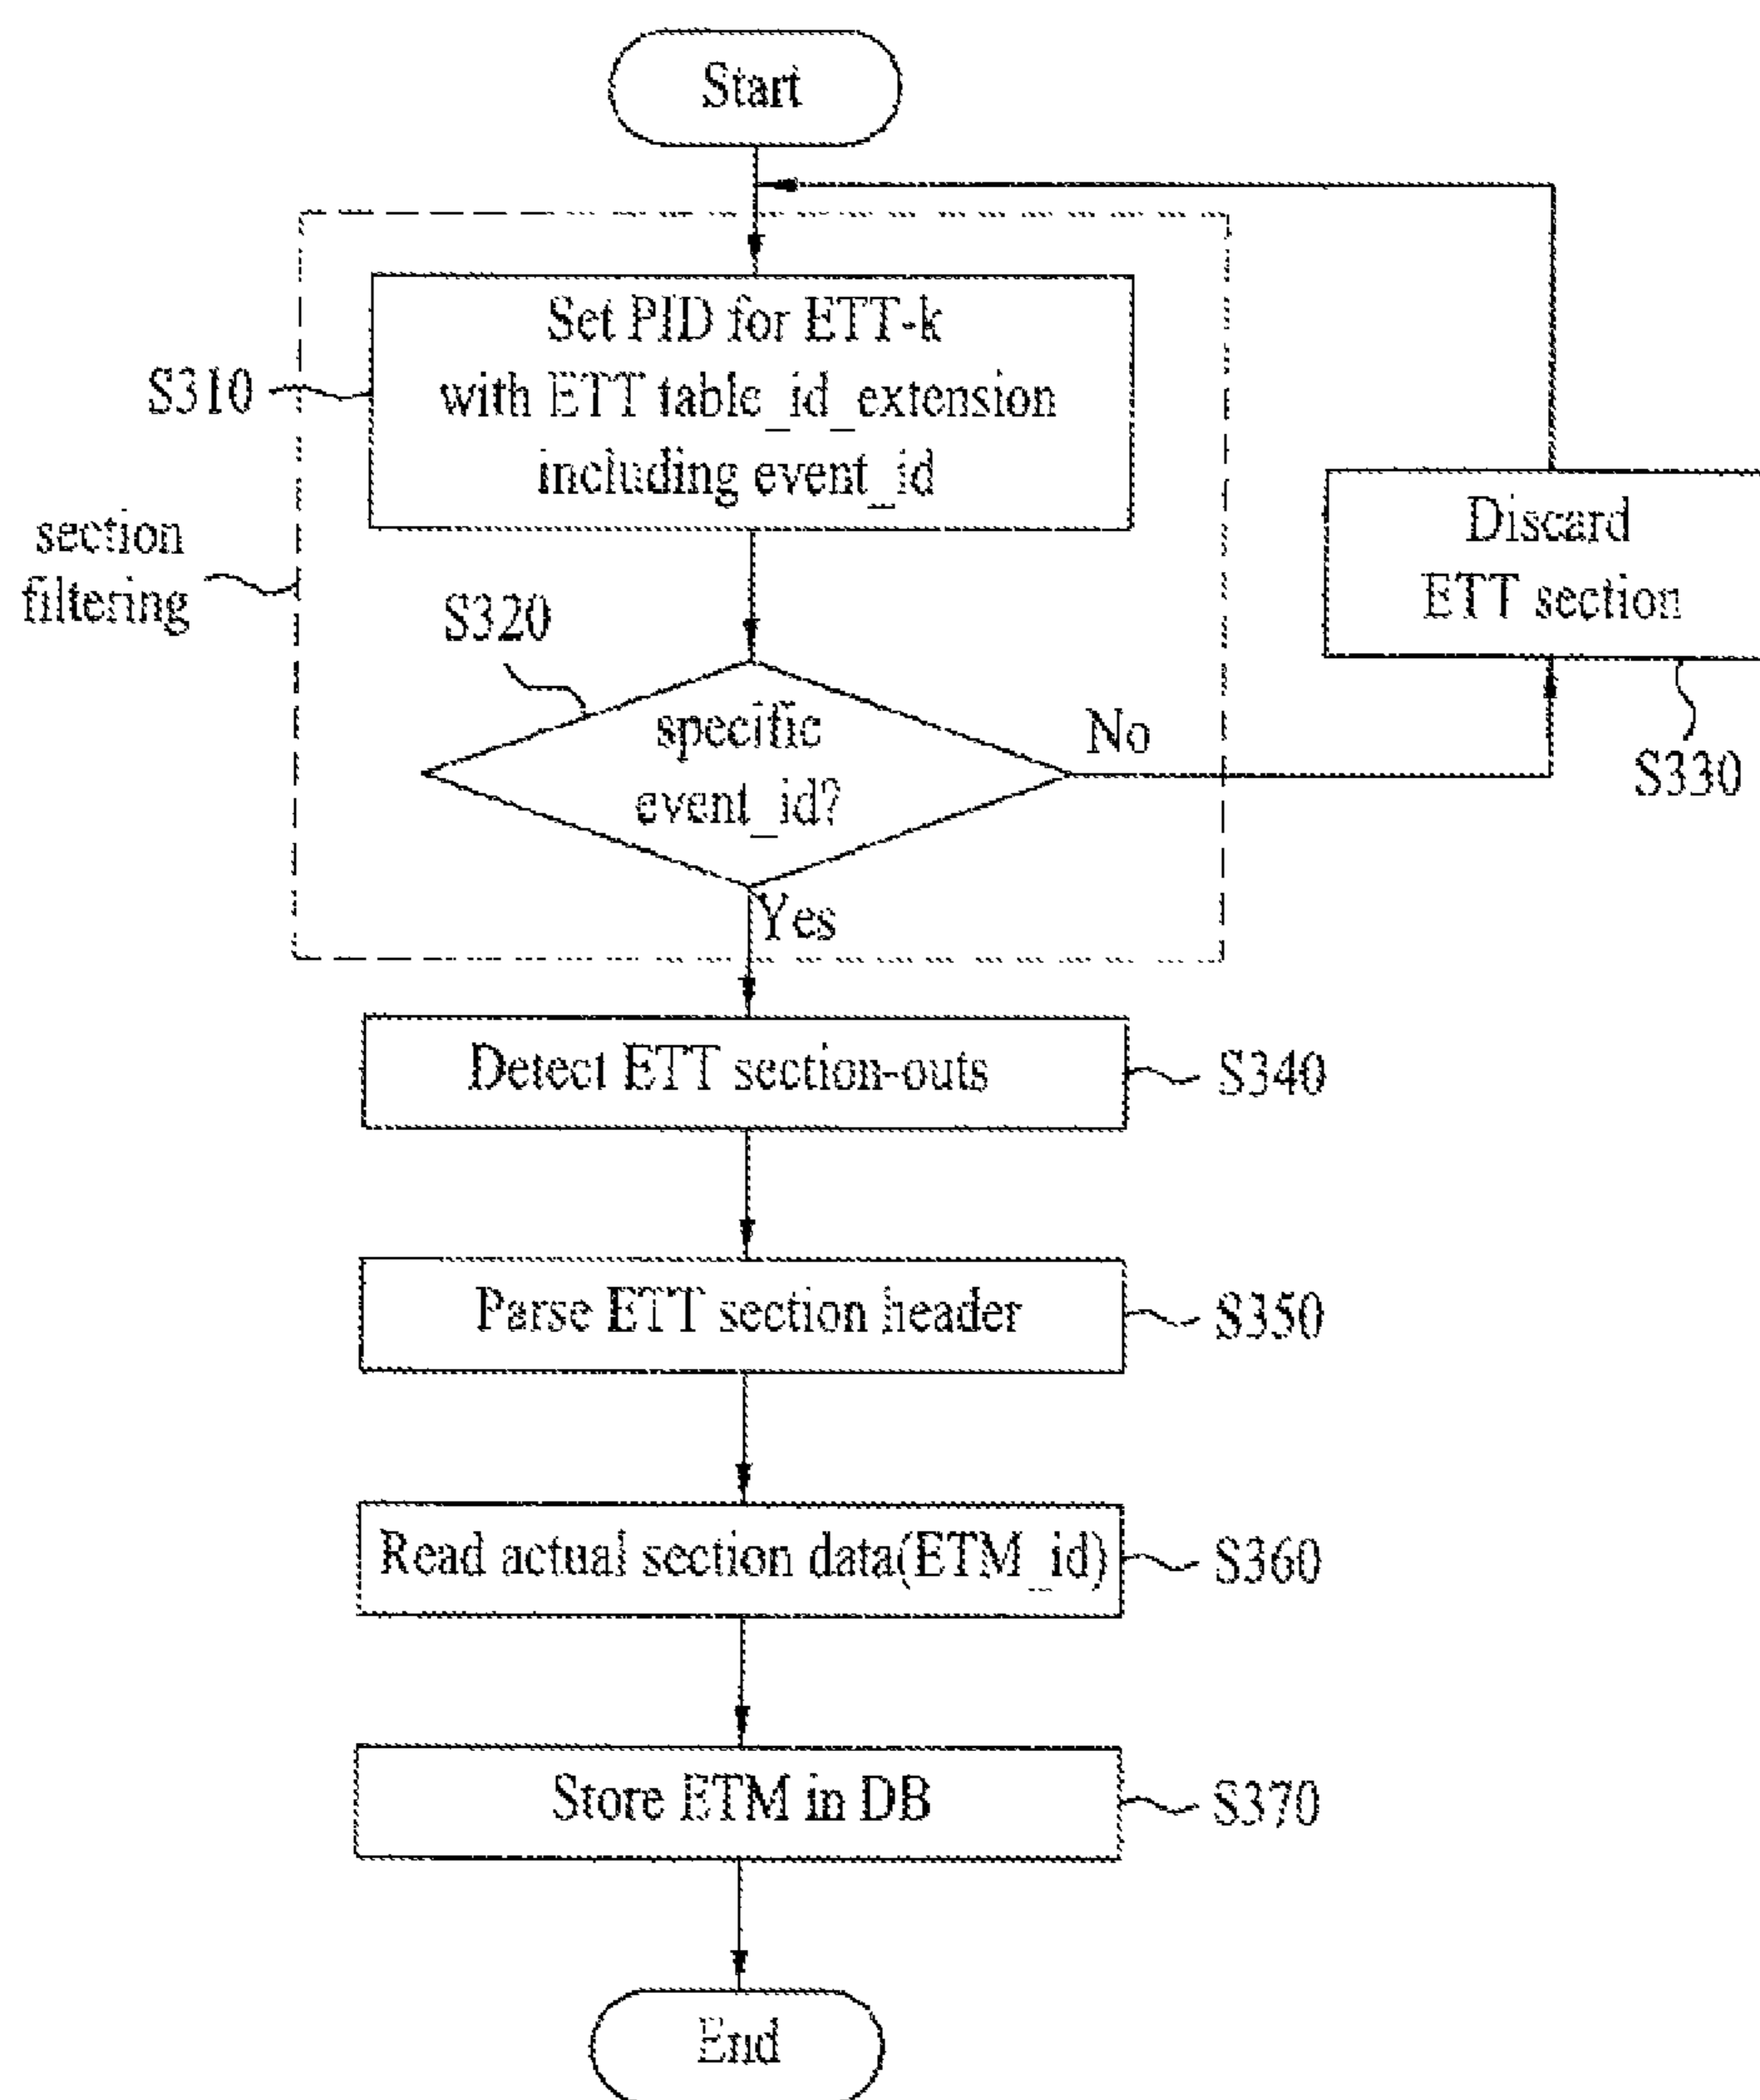 Start
Set PID for ETT-k
with ETT table_id_extension
including event_id
S310
section
filtering
Discard
ETT section
S320
specific
event_id?
No
S330
Yes
Detect ETT section-outs
S340
Parse ETT section header
S350
Read actual section data(ETM_id)
S360
Store ETM in DB
S370
End